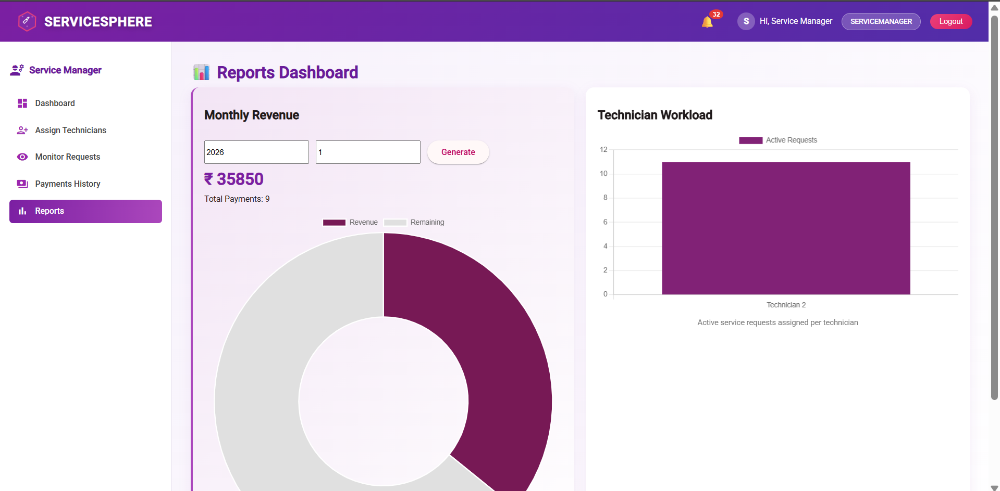 SERVICESPHERE
32
S
Hi, Service Manager
SERVICEMANAGER
Logout
Service Manager
Dashboard
Assign Technicians
Monitor Requests
Payments History
Reports
Reports Dashboard
Monthly Revenue
2026
1
Generate
₹ 35850
Total Payments: 9
Revenue
Remaining
Technician Workload
Active Requests
12
10
8
6
4
2
0
Technician 2
Active service requests assigned per technician